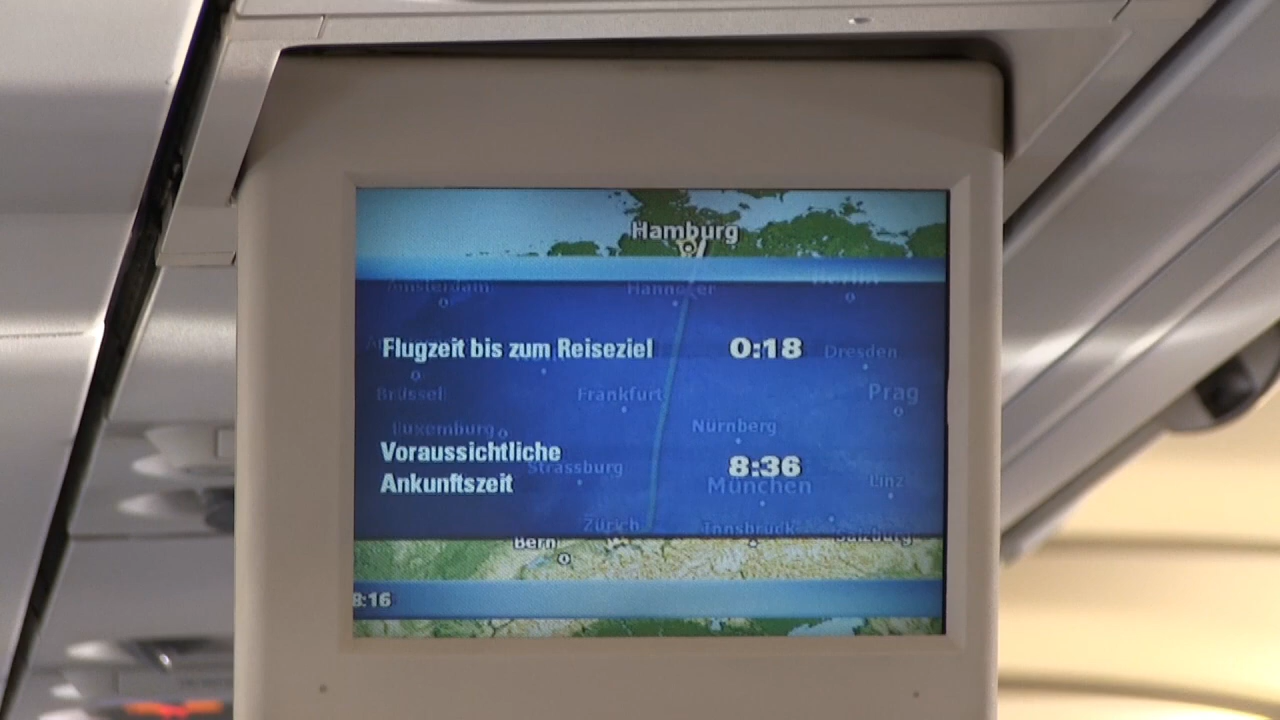 Hamburg
Amsterdam
Hannover
Flugzeit bis zum Reiseziel 0:18
Dresden
Brüssel
Frankfurt
Prag
Luxemburg
Nürnberg
Voraussichtliche
Ankunftszeit
8:36
Strassburg
München
Linz
Zürich
Innsbruck
Salzburg
Bern
8:16